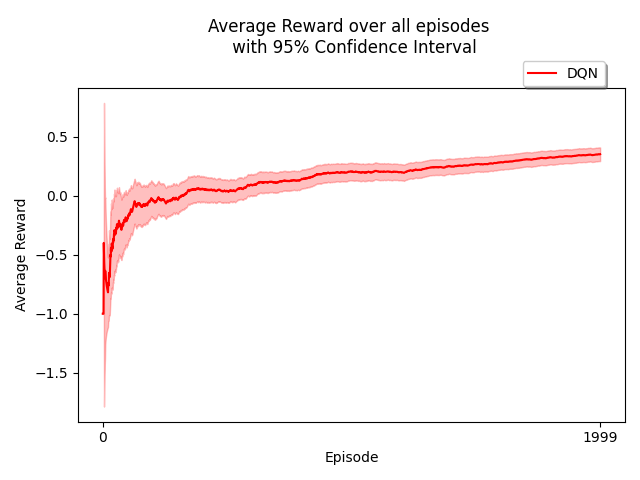 Average Reward over all episodes
with 95% Confidence Interval
DQN
0.5
0.0
−0.5
−1.0
−1.5
Average Reward
0 1999
Episode